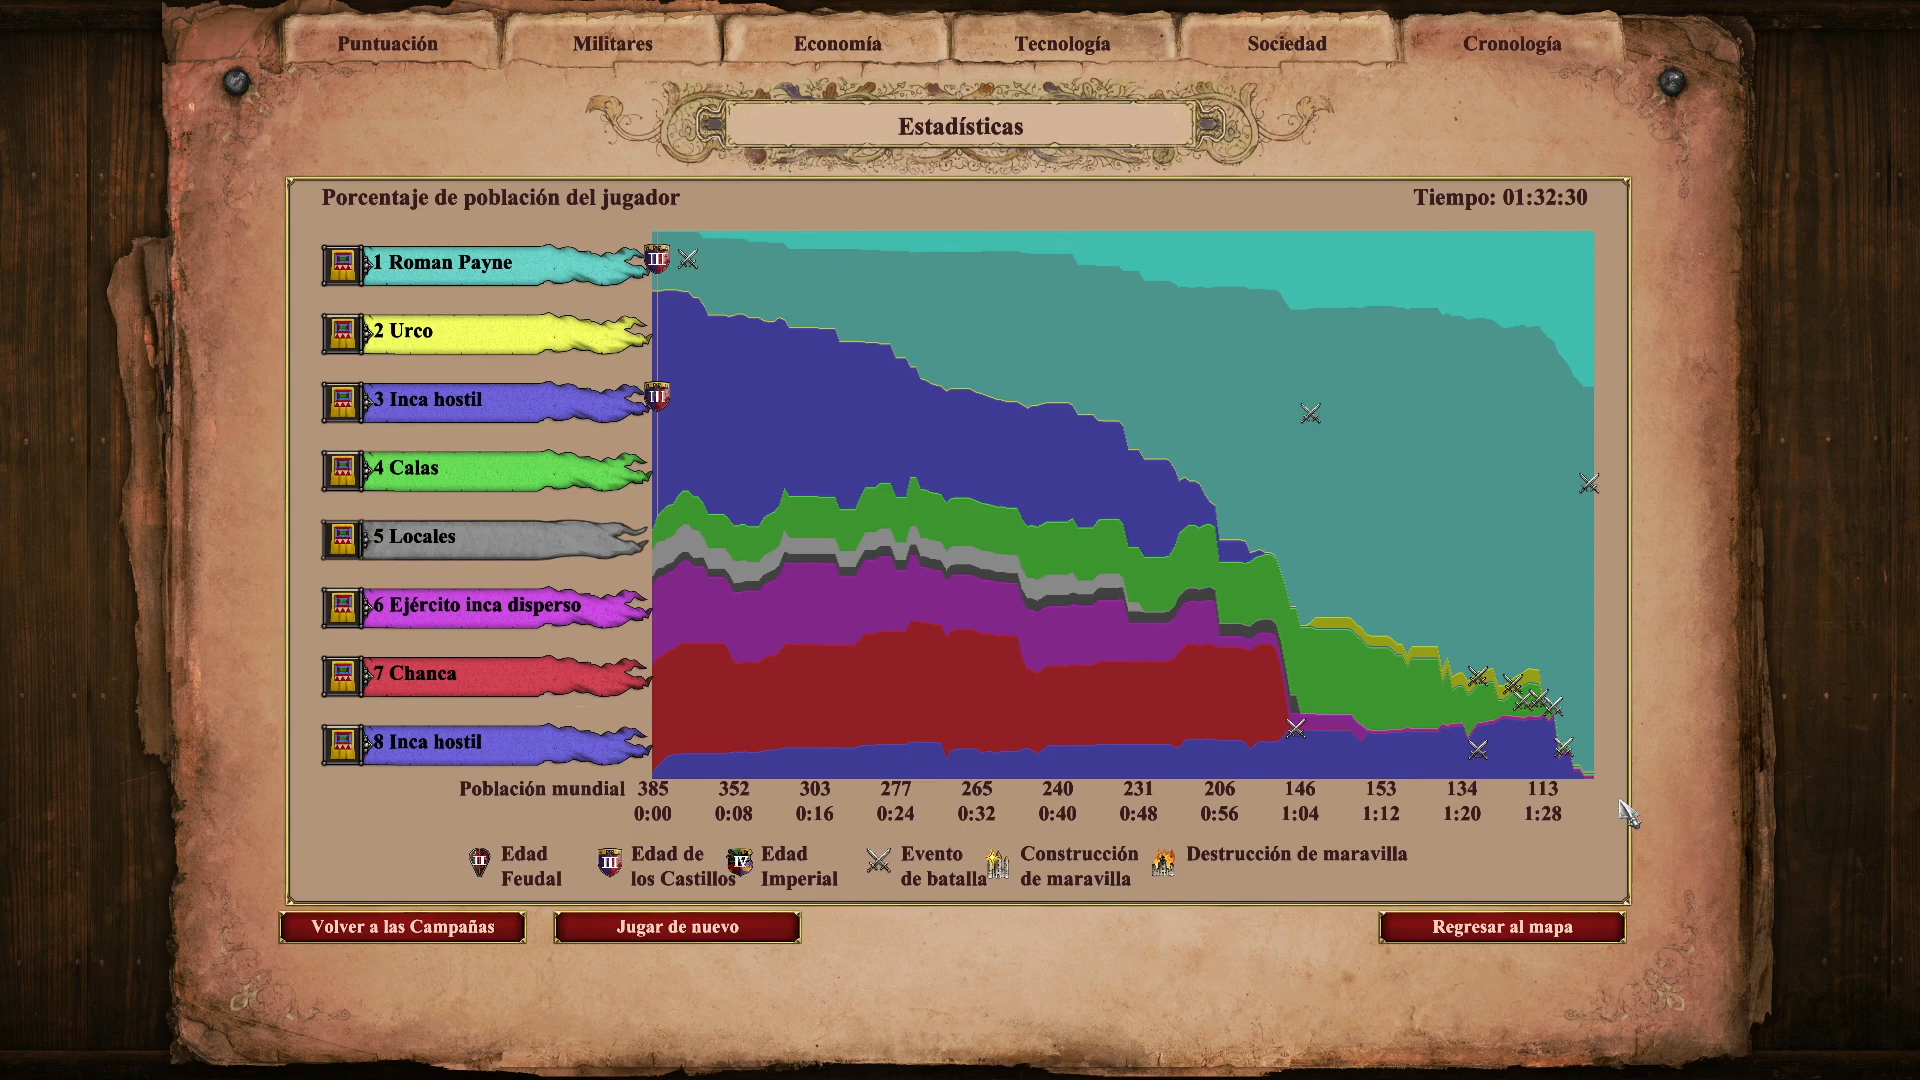 Puntuación
Militares
Economía
Tecnología
Sociedad
Cronología
Estadísticas
Porcentaje de población del jugador
Tiempo: 01:32:30
1 Roman Payne
2 Urco
3 Inca hostil
4 Calas
5 Locales
6 Ejército inca disperso
7 Chanca
8 Inca hostil
III
III
Población mundial 385 352 303 277 265 240 231 206 146 153 134 113
0:00 0:08 0:16 0:24 0:32 0:40 0:48 0:56 1:04 1:12 1:20 1:28
II
Edad
Feudal
III
Edad de
los Castillos
IV
Edad
Imperial
Evento
de batalla
Construcción
de maravilla
Destrucción de maravilla
Volver a las Campañas
Jugar de nuevo
Regresar al mapa